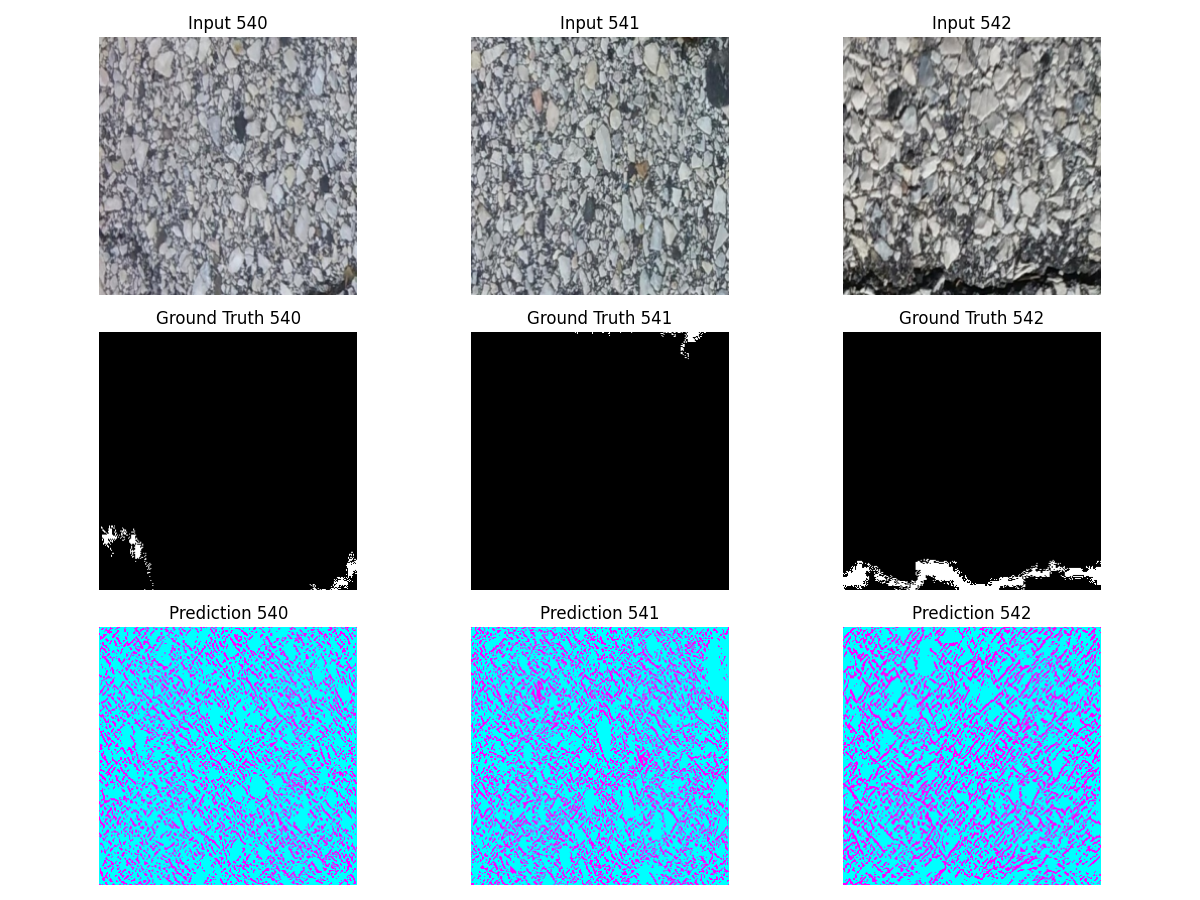 Input 540
Input 541
Input 542
Ground Truth 540
Ground Truth 541
Ground Truth 542
Prediction 540
Prediction 541
Prediction 542